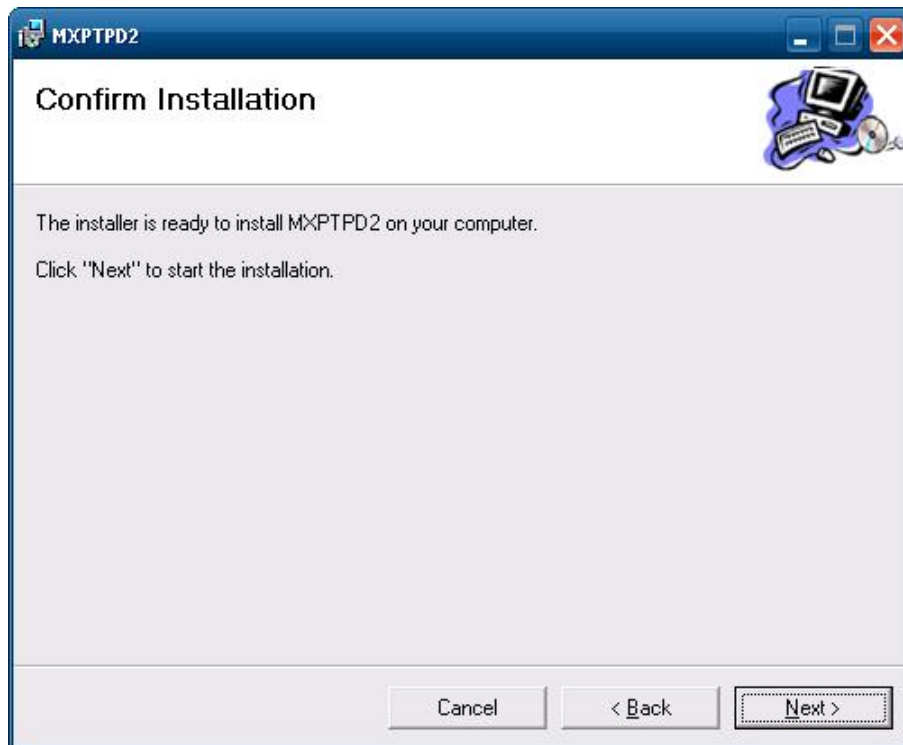 MXPTPD2
Confirm Installation
The installer is ready to install MXPTPD2 on your computer.
Click "Next" to start the installation.
Cancel
< Back
Next >